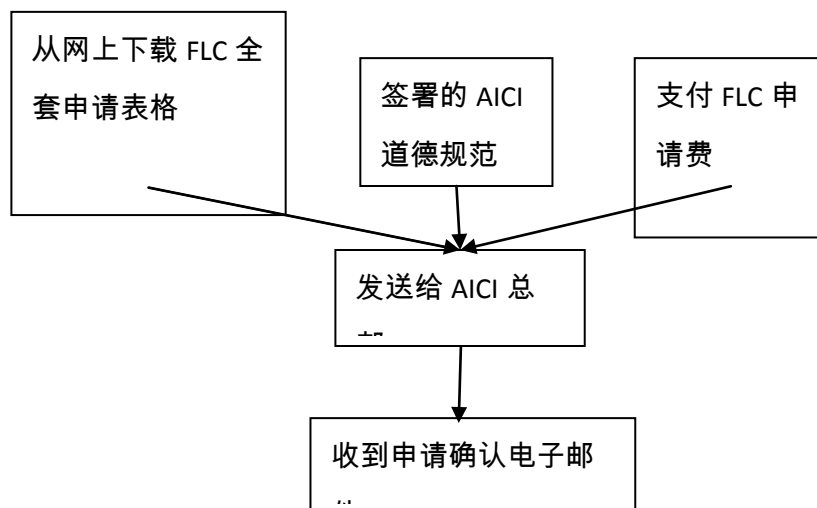 从网上下载 FLC 全
套申请表格
签署的 AICI
道德规范
支付 FLC 申
请费
发送给 AICI 总
收到申请确认电子邮